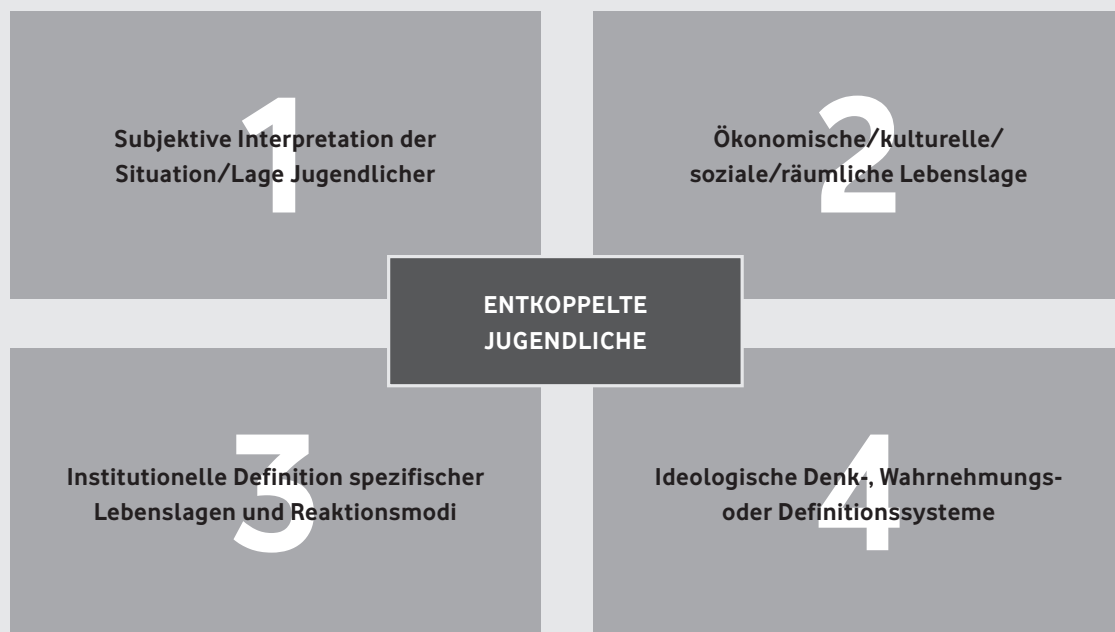 1
Subjektive Interpretation der
Situation/Lage Jugendlicher
2
Ökonomische/kulturelle/
soziale/räumliche Lebenslage
ENTKOPPELTE
JUGENDLICHE
3
Institutionelle Definition spezifischer
Lebenslagen und Reaktionsmodi
4
Ideologische Denk-, Wahrnehmungs-
oder Definitionssysteme